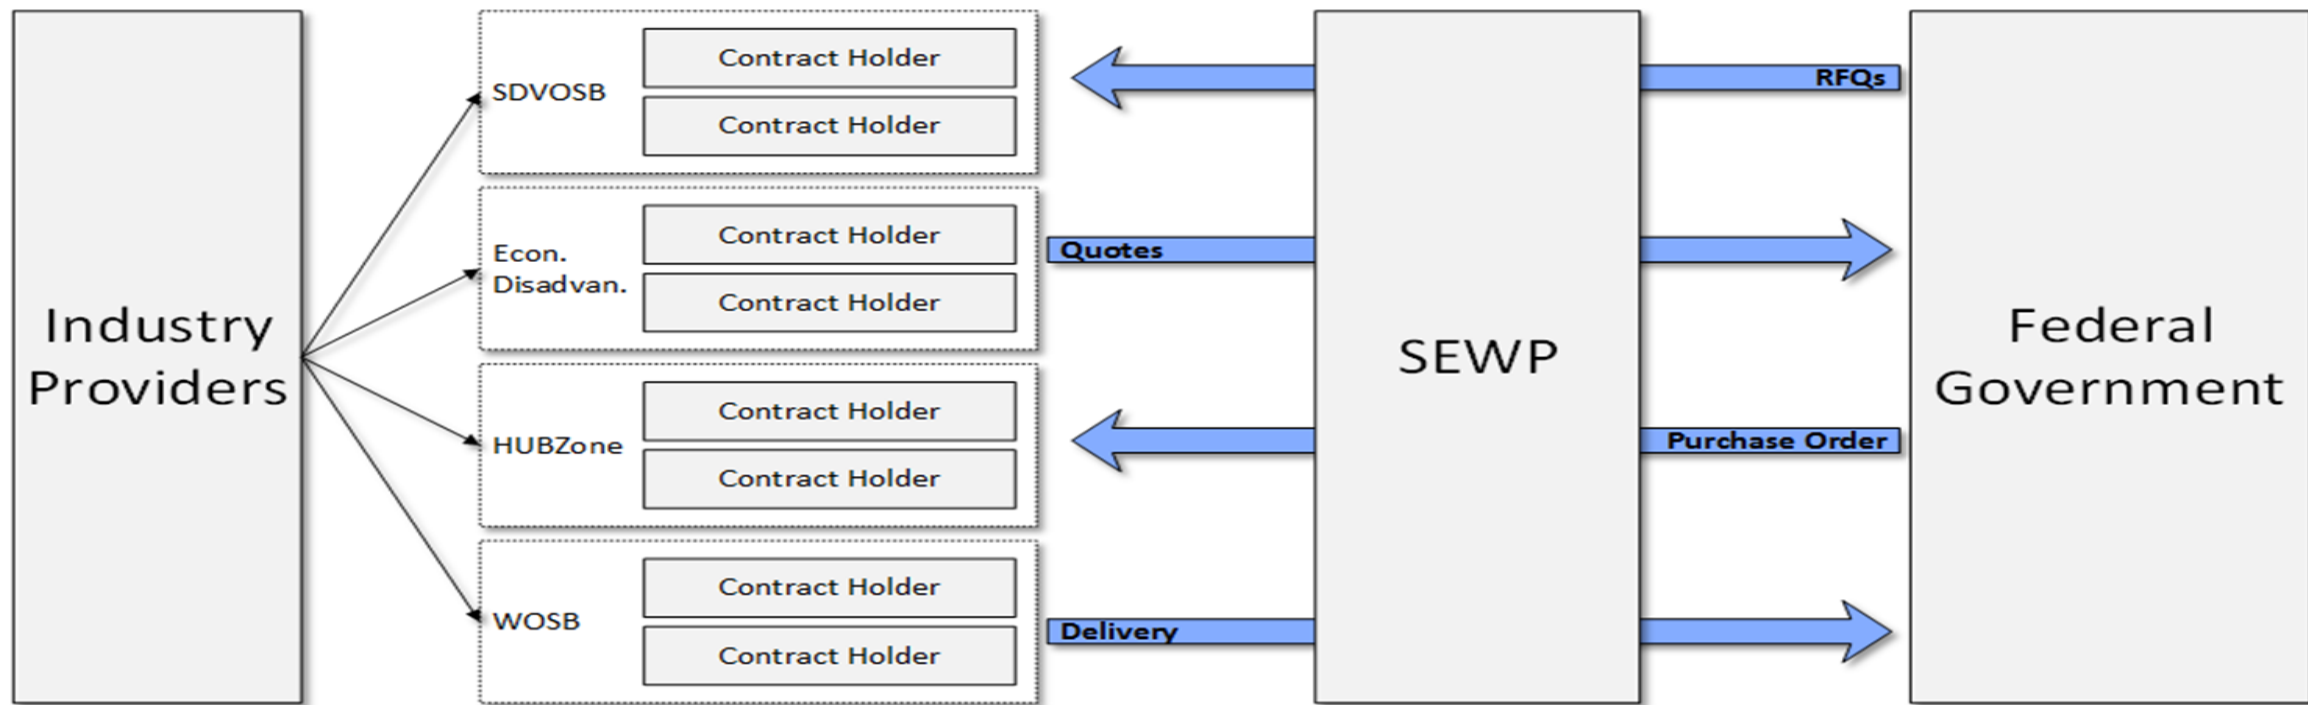 Industry
Providers
SDVOSB
Contract Holder
Contract Holder
Econ.
Disadvan.
Contract Holder
Contract Holder
HUBZone
Contract Holder
Contract Holder
WOSB
Contract Holder
Contract Holder
Quotes
Delivery
SEWP
RFQs
Purchase Order
Federal
Government